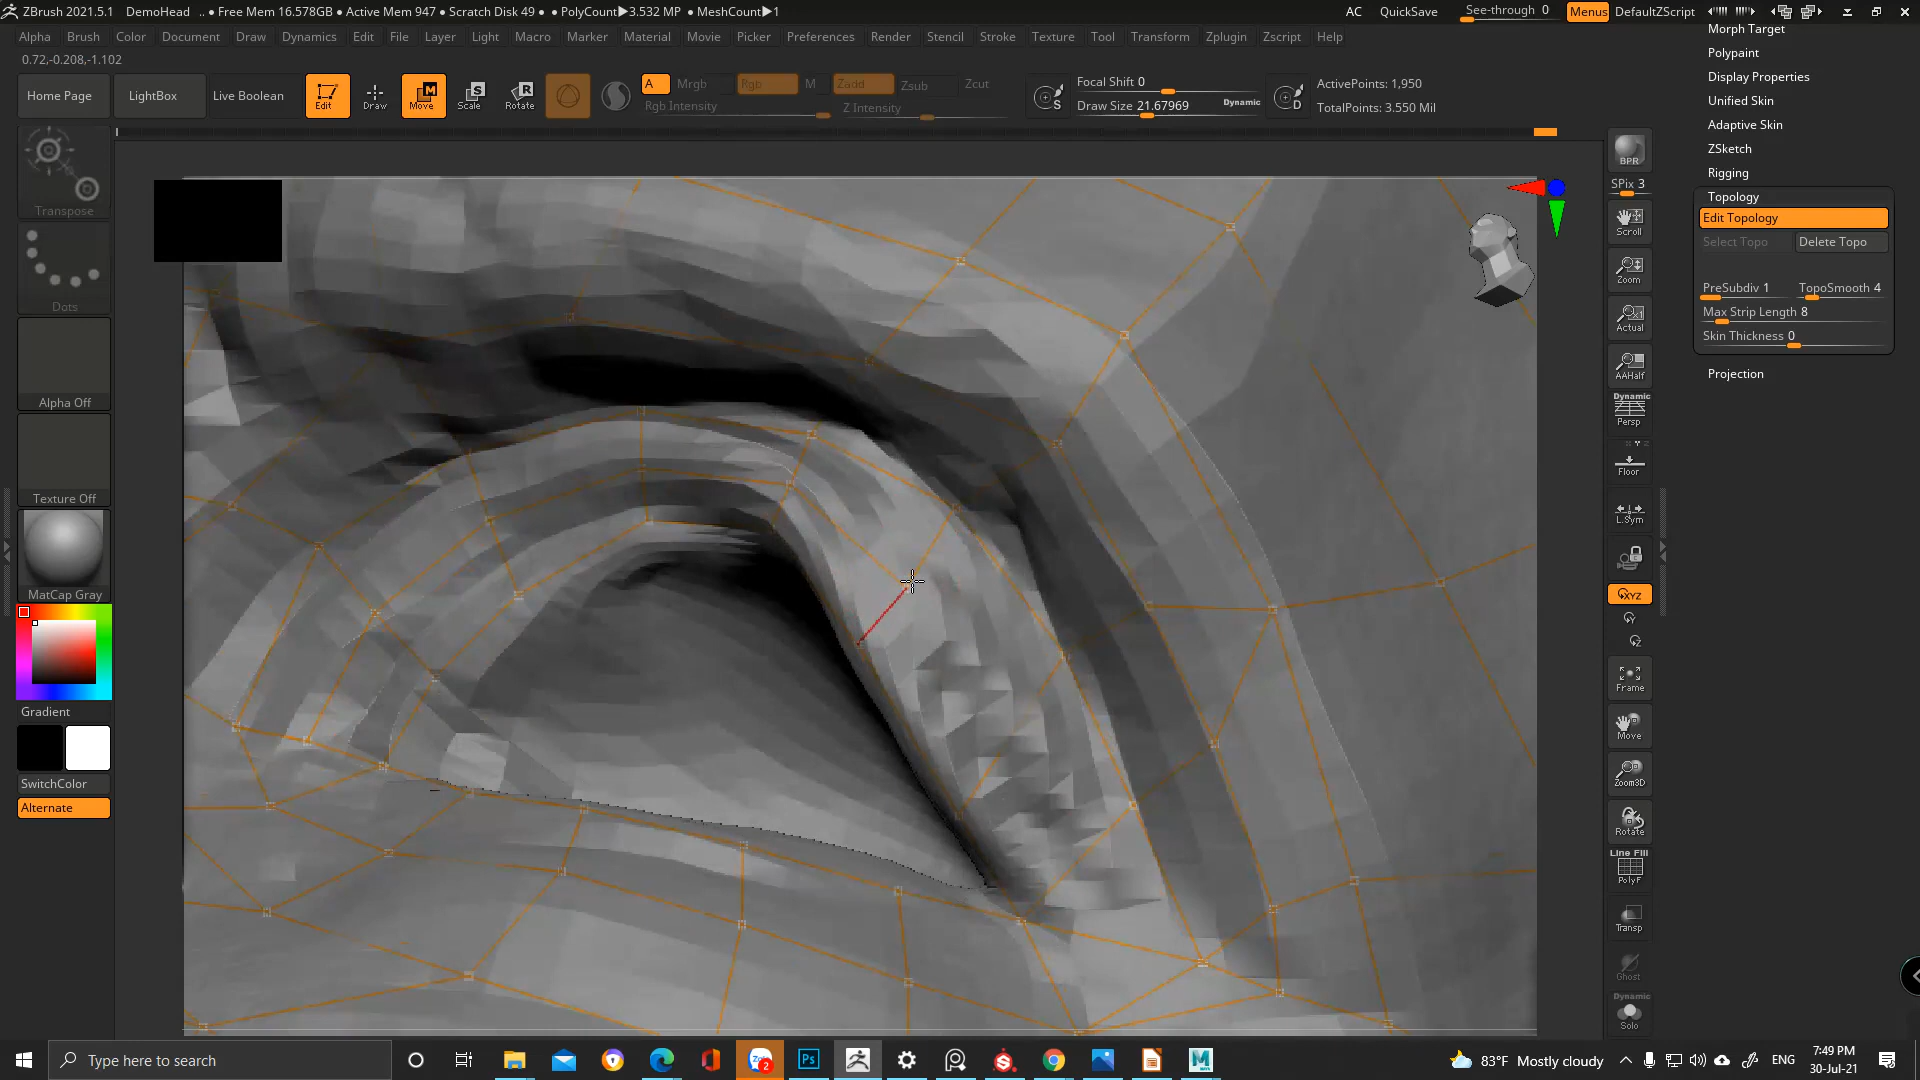 ZBrush 2021.5.1 DemoHead .. • Free Mem 16.578GB • Active Mem 947 • Scratch Disk 49 • • PolyCount▶3.532 MP • MeshCount▶1 AC QuickSave See-through 0 Menus DefaultZScript
Alpha Brush Color Document Draw Dynamics Edit File Layer Light Macro Marker Material Movie Picker Preferences Render Stencil Stroke Texture Tool Transform Zplugin Zscript Help
0.72,-0.208,-1.102
Home Page LightBox Live Boolean Edit Draw Move Scale Rotate
A Mrgb Rgb M Zadd Zsub Zcut
Rgb Intensity Z Intensity
Focal Shift 0
Draw Size 21.67969 Dynamic
ActivePoints: 1,950
TotalPoints: 3.550 Mil
Transpose
Dots
Alpha Off
Texture Off
MatCap Gray
Gradient
SwitchColor
Alternate
BPR
SPix 3
Scroll
Zoom
Actual
AAHalf
Dynamic
Persp
Floor
L.Sym
XYZ
Frame
Move
Zoom3D
Rotate
Line Fill
PolyF
Transp
Ghost
Dynamic
Solo
Morph Target
Polypaint
Display Properties
Unified Skin
Adaptive Skin
ZSketch
Rigging
Topology
Edit Topology
Select Topo Delete Topo
PreSubdiv 1 TopoSmooth 4
Max Strip Length 8
Skin Thickness 0
Projection
Type here to search
83°F Mostly cloudy ENG 7:49 PM
30-Jul-21